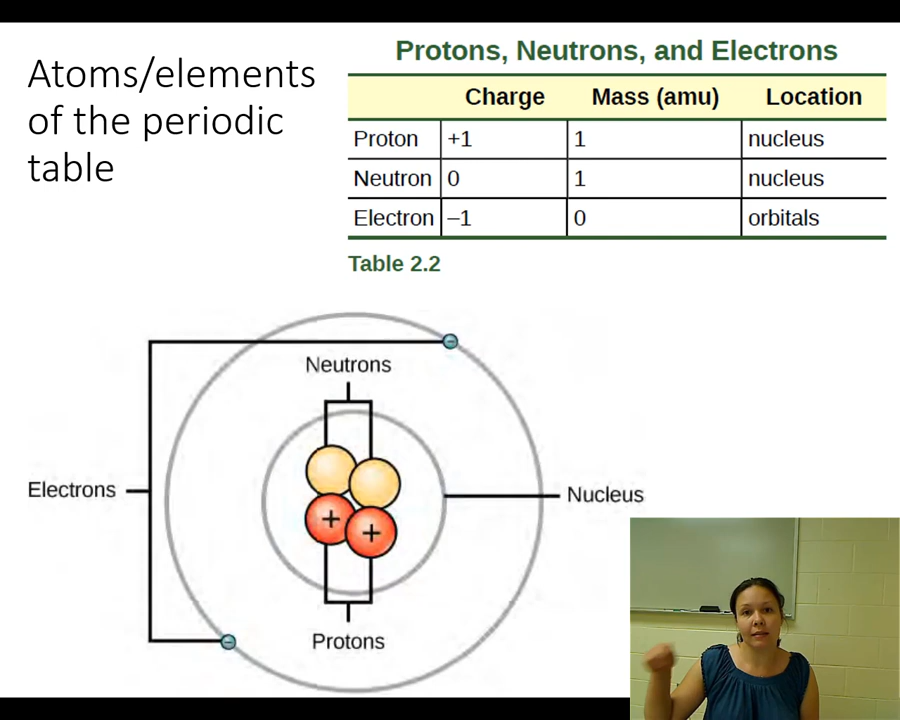 Atoms/elements
of the periodic
table
Protons, Neutrons, and Electrons
Charge Mass (amu) Location
Proton +1 1 nucleus
Neutron 0 1 nucleus
Electron –1 0 orbitals
Table 2.2
Neutrons
Electrons
Nucleus
+ +
Protons